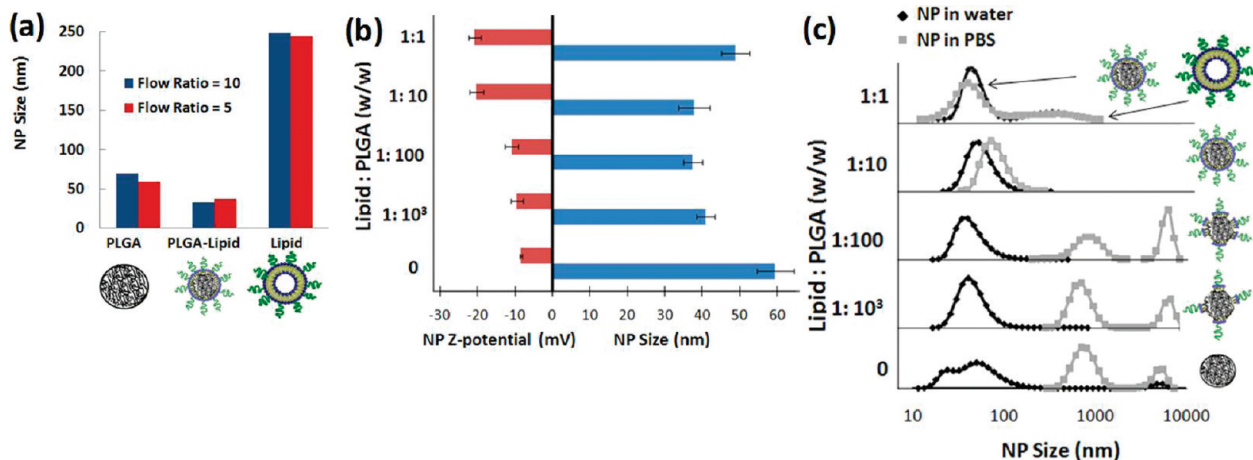 (a)
NP Size (nm)
250
200
150
100
50
0
Flow Ratio = 10
Flow Ratio = 5
PLGA
PLGA-Lipid
Lipid
(b)
Lipid : PLGA (w/w)
1:1
1:10
1:100
1:10³
0
-30 -20 -10 0 10 20 30 40 50 60
NP Z-potential (mV)
NP Size (nm)
(c)
NP in water
NP in PBS
Lipid : PLGA (w/w)
1:1
1:10
1:100
1:10³
0
10 100 1000 10000
NP Size (nm)